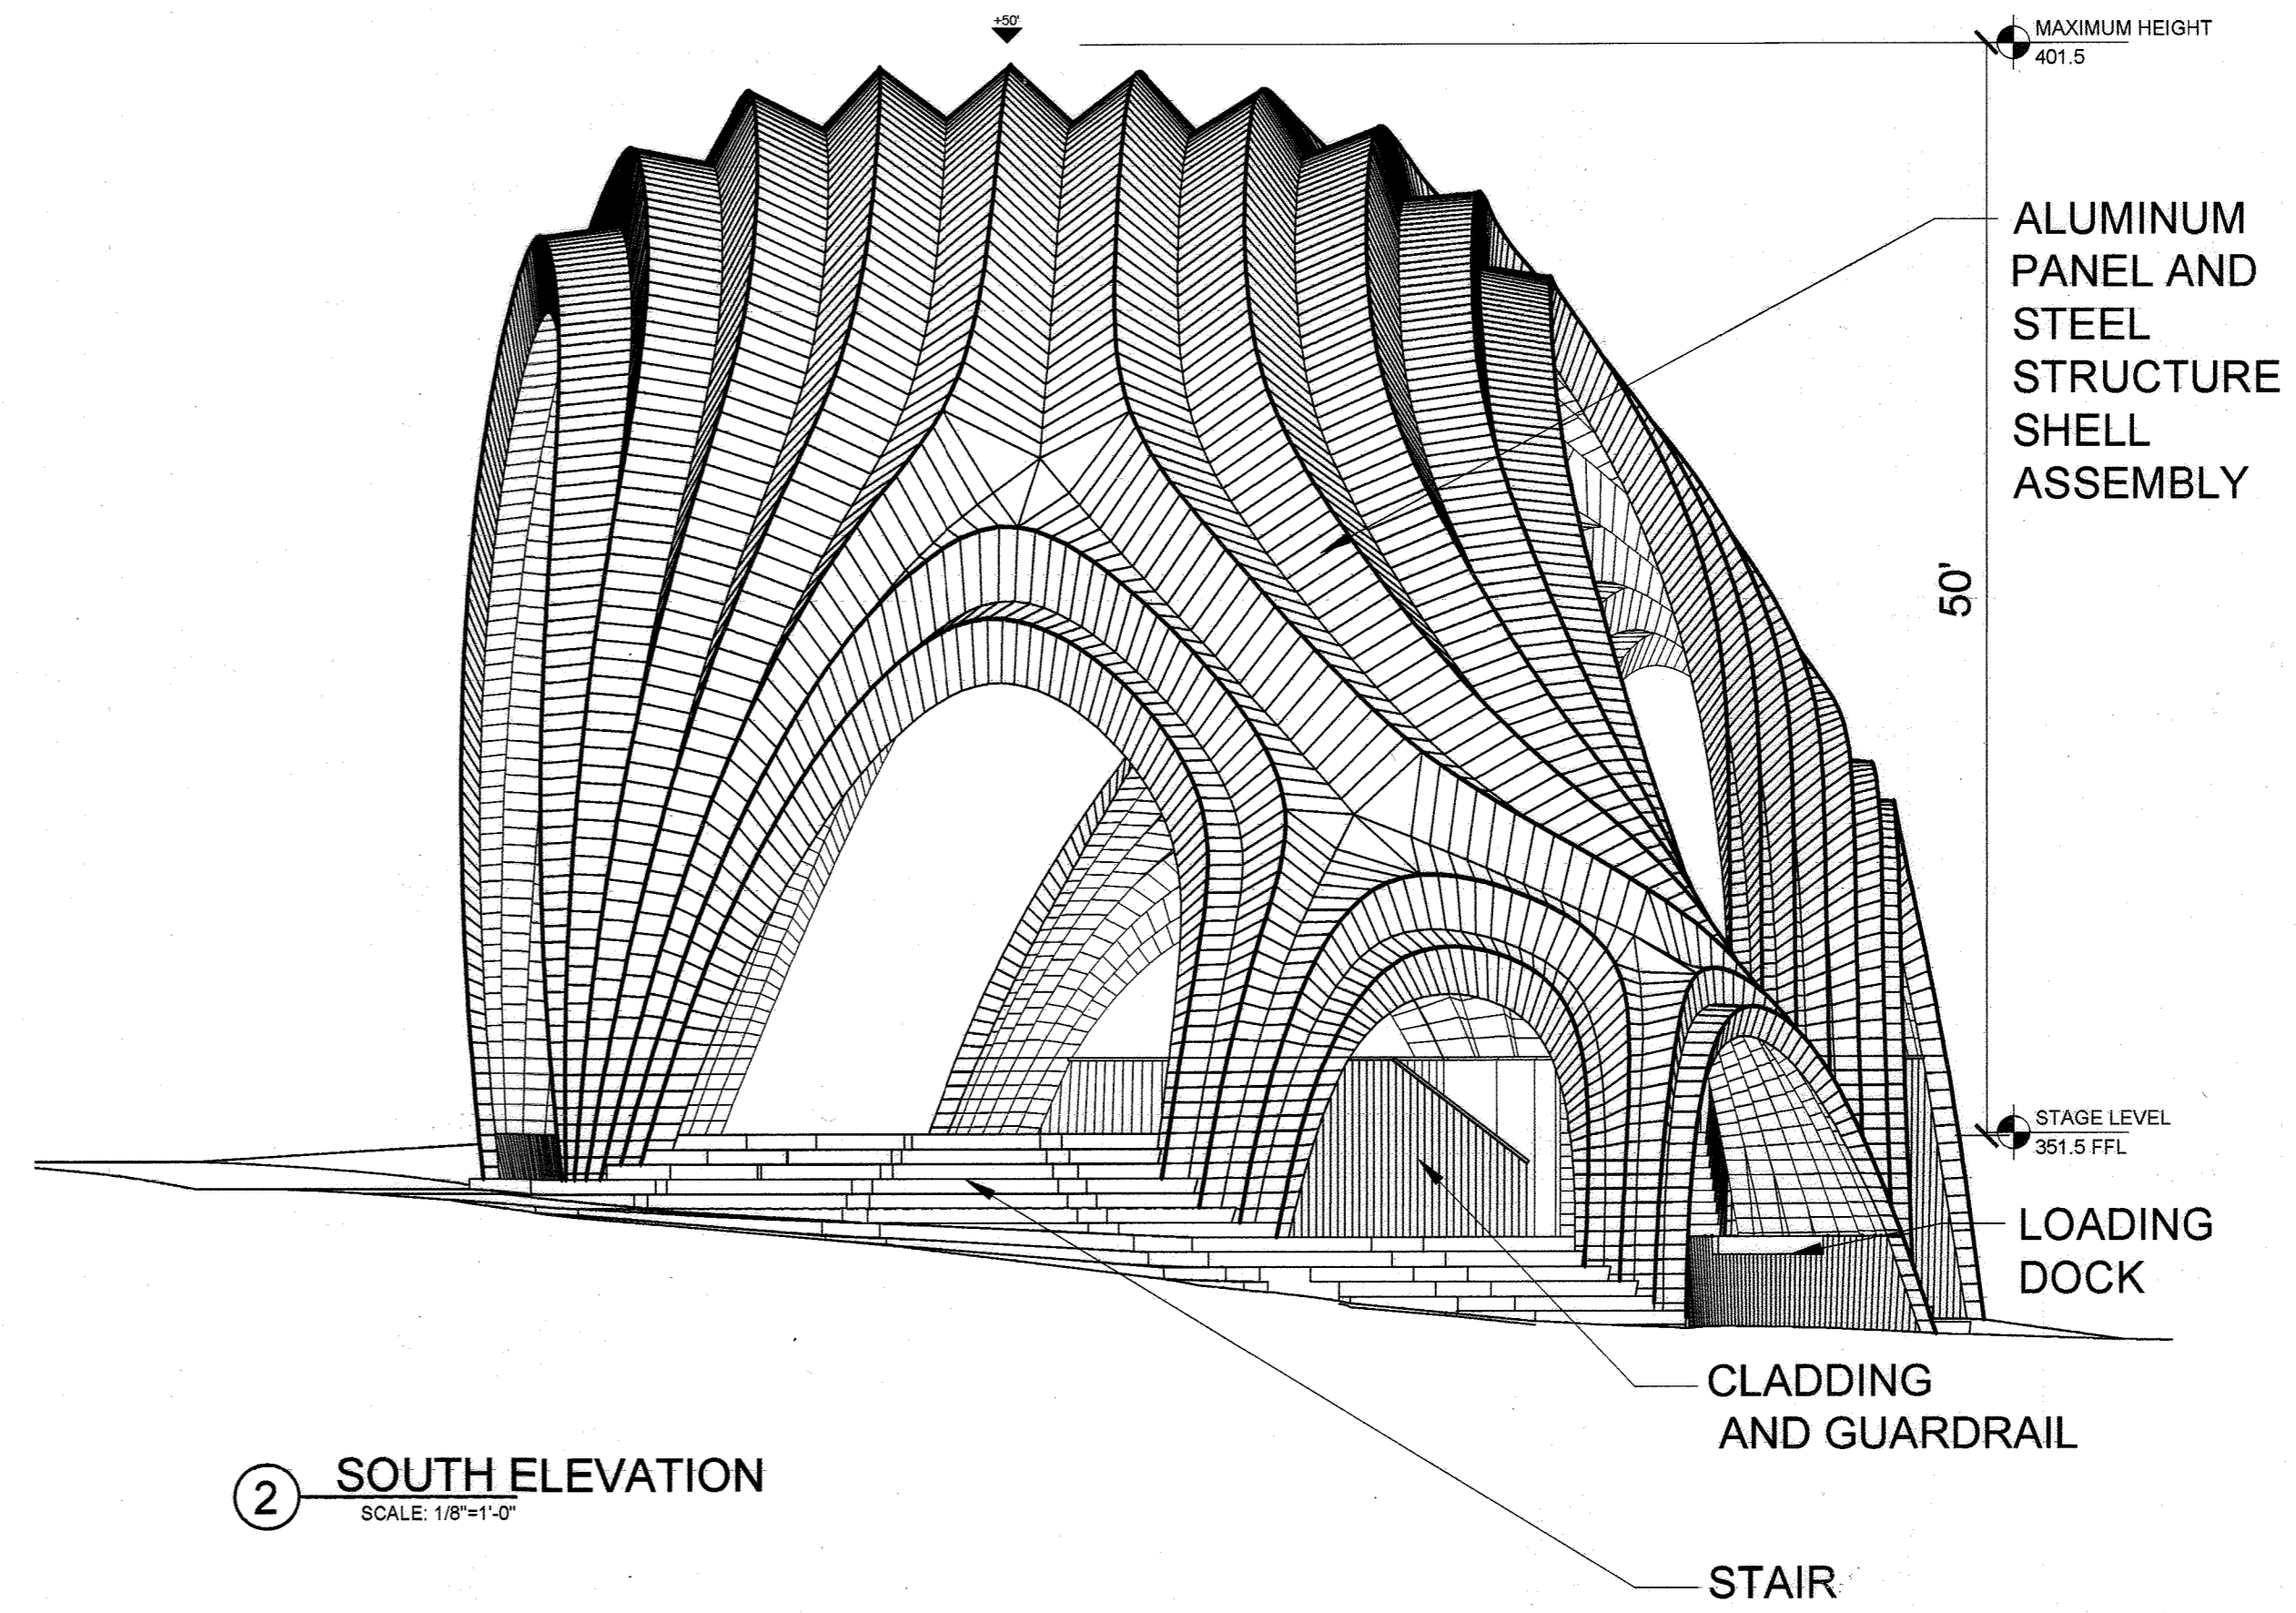 +50'
MAXIMUM HEIGHT
401.5
ALUMINUM
PANEL AND
STEEL
STRUCTURE
SHELL
ASSEMBLY
50'
STAGE LEVEL
351.5 FFL
LOADING
DOCK
CLADDING
AND GUARDRAIL
2
SOUTH ELEVATION
SCALE: 1/8"=1'-0"
STAIR